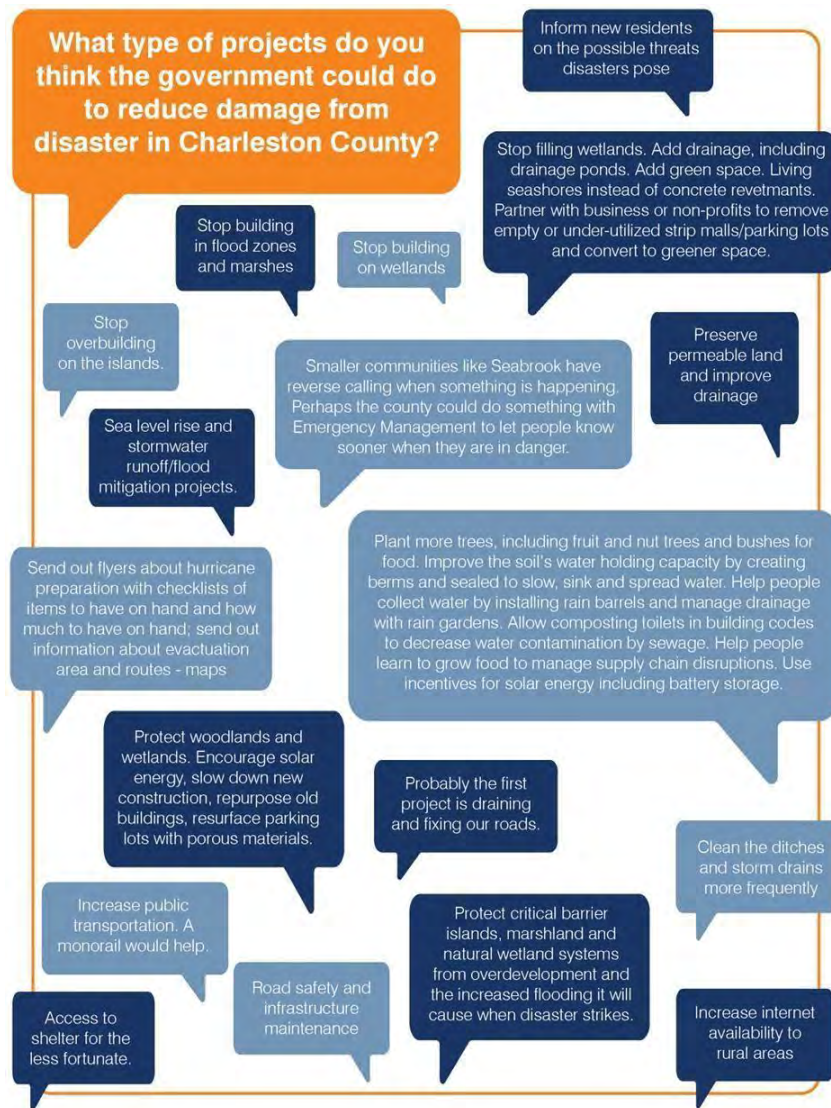 What type of projects do you
think the government could do
to reduce damage from
disaster in Charleston County?
Inform new residents
on the possible threats
disasters pose
Stop filling wetlands. Add drainage, including
drainage ponds. Add green space. Living
seashores instead of concrete revetmants.
Partner with business or non-profits to remove
empty or under-utilized strip malls/parking lots
and convert to greener space.
Stop building
in flood zones
and marshes
Stop building
on wetlands
Stop
overbuilding
on the islands.
Smaller communities like Seabrook have
reverse calling when something is happening.
Perhaps the county could do something with
Emergency Management to let people know
sooner when they are in danger.
Preserve
permeable land
and improve
drainage
Sea level rise and
stormwater
runoff/flood
mitigation projects.
Plant more trees, including fruit and nut trees and bushes for
food. Improve the soil's water holding capacity by creating
berms and sealed to slow, sink and spread water. Help people
collect water by installing rain barrels and manage drainage
with rain gardens. Allow composting toilets in building codes
to decrease water contamination by sewage. Help people
learn to grow food to manage supply chain disruptions. Use
incentives for solar energy including battery storage.
Send out flyers about hurricane
preparation with checklists of
items to have on hand and how
much to have on hand; send out
information about evactuation
area and routes - maps
Protect woodlands and
wetlands. Encourage solar
energy, slow down new
construction, repurpose old
buildings, resurface parking
lots with porous materials.
Probably the first
project is draining
and fixing our roads.
Clean the ditches
and storm drains
more frequently
Increase public
transportation. A
monorail would help.
Protect critical barrier
islands, marshland and
natural wetland systems
from overdevelopment and
the increased flooding it will
cause when disaster strikes.
Road safety and
infrastructure
maintenance
Access to
shelter for the
less fortunate.
Increase internet
availability to
rural areas